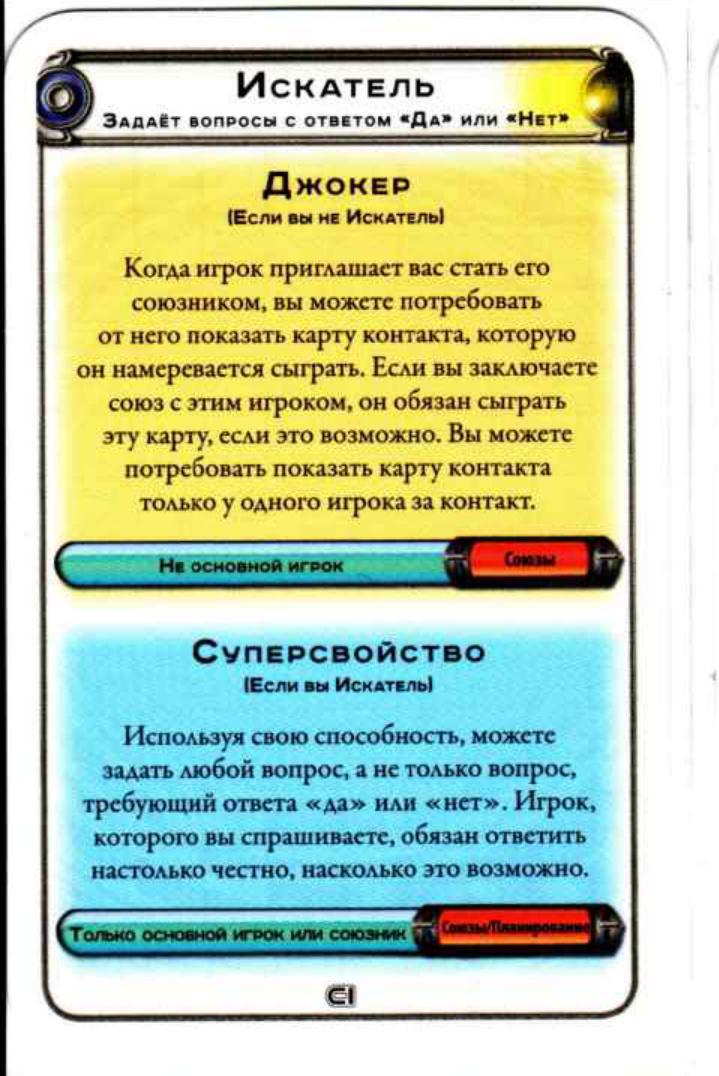 Искатель
Задаёт вопросы с ответом «Да» или «Нет»
Джокер
(Если вы не Искатель)
Когда игрок приглашает вас стать его
союзником, вы можете потребовать
от него показать карту контакта, которую
он намеревается сыграть. Если вы заключаете
союз с этим игроком, он обязан сыграть
эту карту, если это возможно. Вы можете
потребовать показать карту контакта
только у одного игрока за контакт.
Не основной игрок Союзы
Суперсвойство
(Если вы Искатель)
Используя свою способность, можете
задать любой вопрос, а не только вопрос,
требующий ответа «да» или «нет». Игрок,
которого вы спрашиваете, обязан ответить
настолько честно, насколько это возможно.
Только основной игрок или союзник Союзы/Планирование
CI